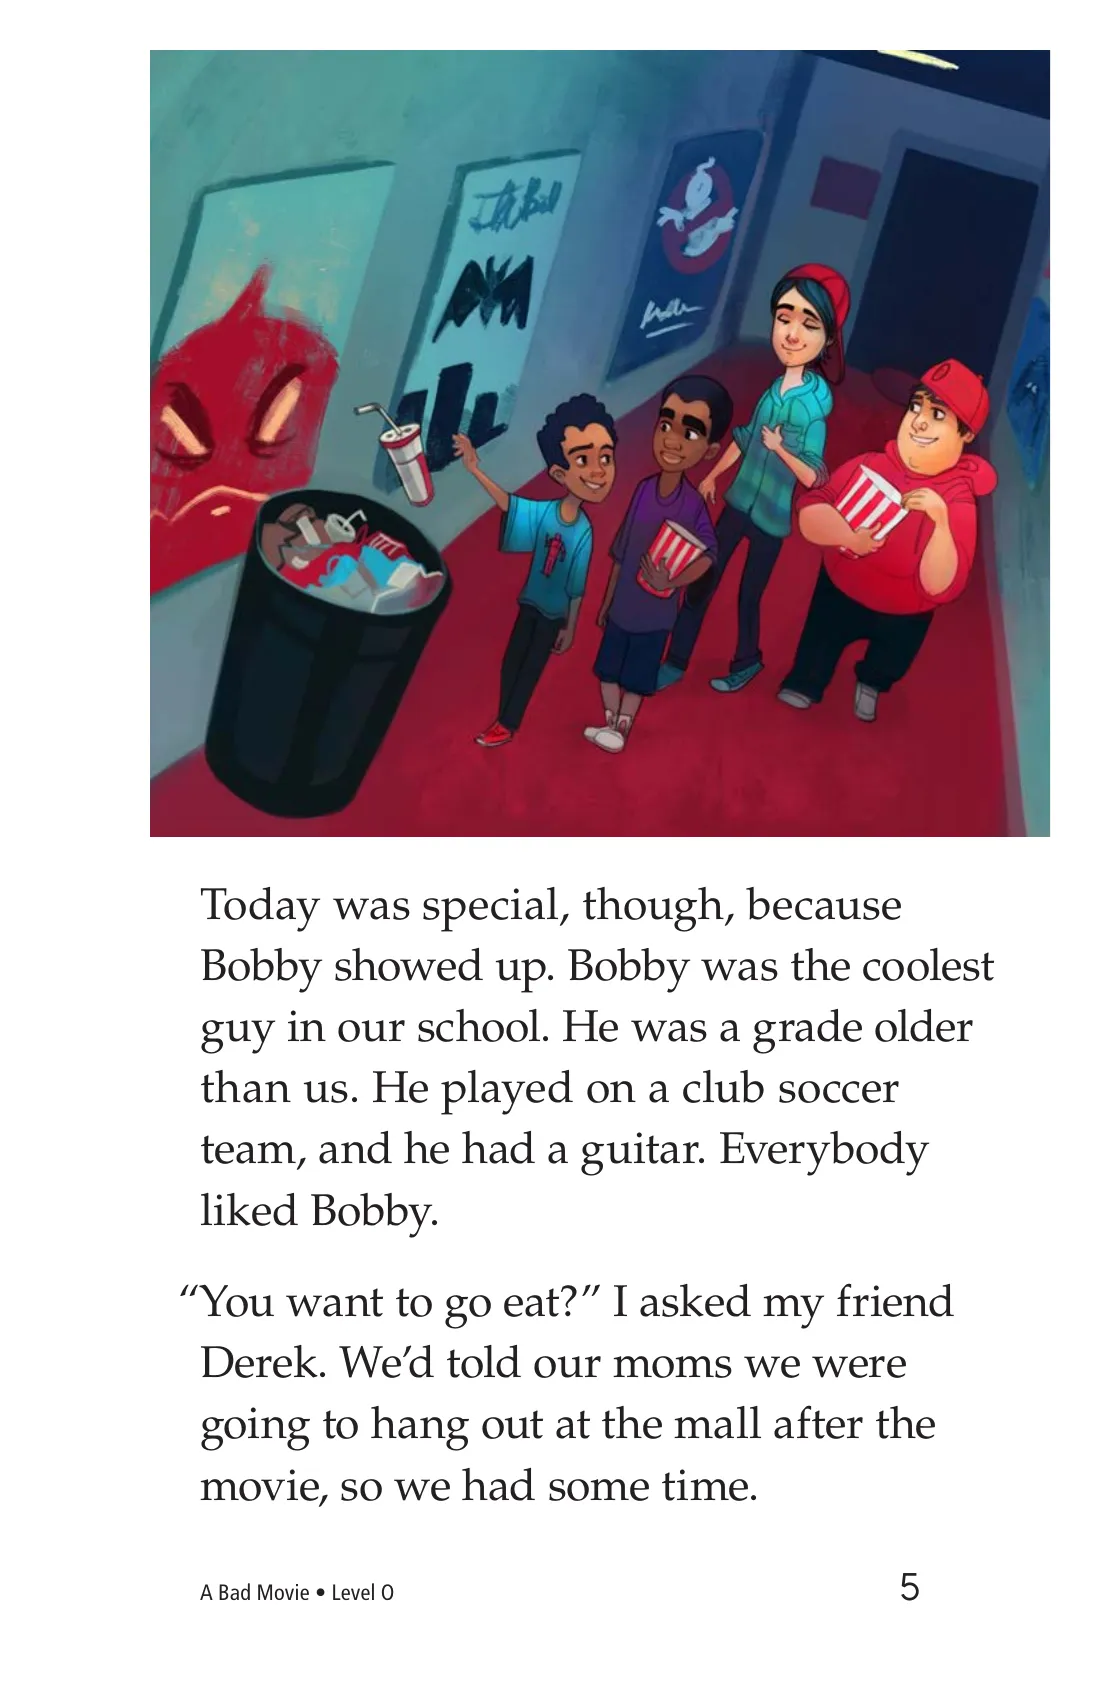 Today was special, though, because
Bobby showed up. Bobby was the coolest
guy in our school. He was a grade older
than us. He played on a club soccer
team, and he had a guitar. Everybody
liked Bobby.
“You want to go eat?” I asked my friend
Derek. We’d told our moms we were
going to hang out at the mall after the
movie, so we had some time.
A Bad Movie • Level O
5